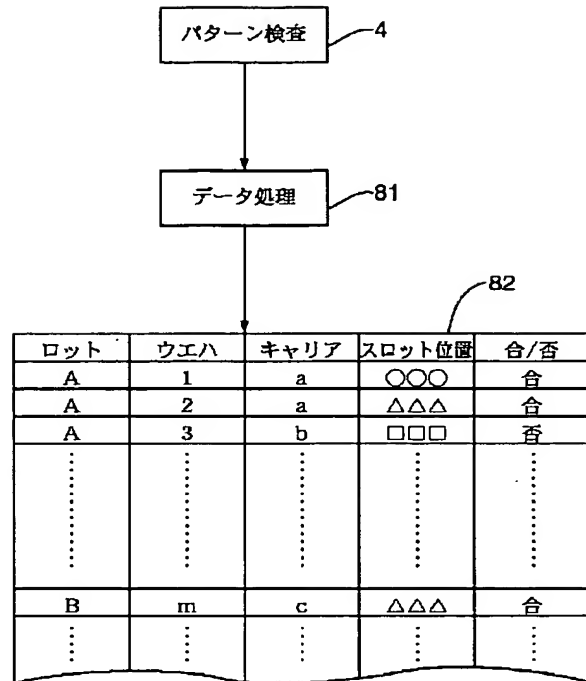 パターン検査 4
データ処理 81
82
ロット ウエハ キャリア スロット位置 合/否
A 1 a ○○○ 合
A 2 a △△△ 合
A 3 b □□□ 否
B m c △△△ 合